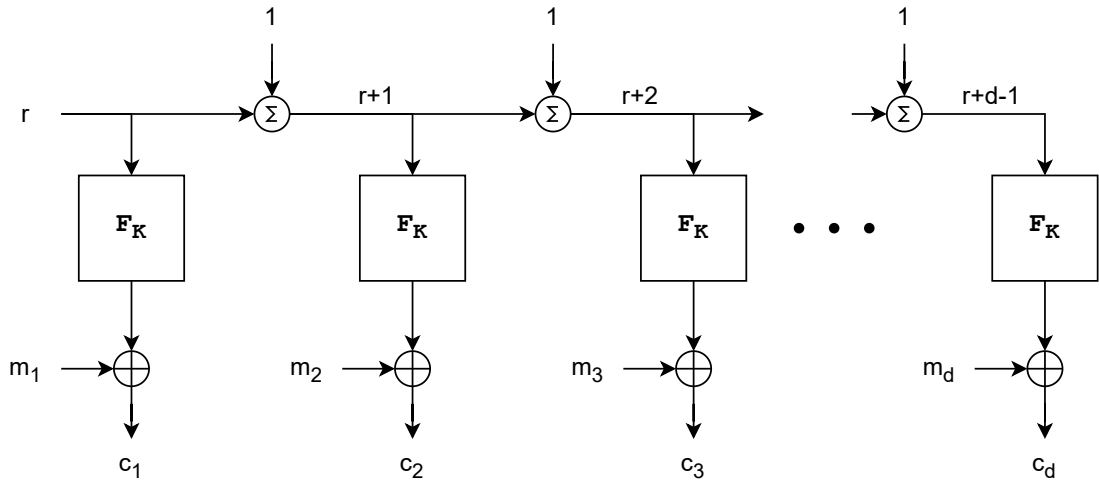 1 1 1
r r+1 r+2 r+d-1
Σ Σ Σ
F_K F_K F_K F_K
m_1 m_2 m_3 m_d
c_1 c_2 c_3 c_d